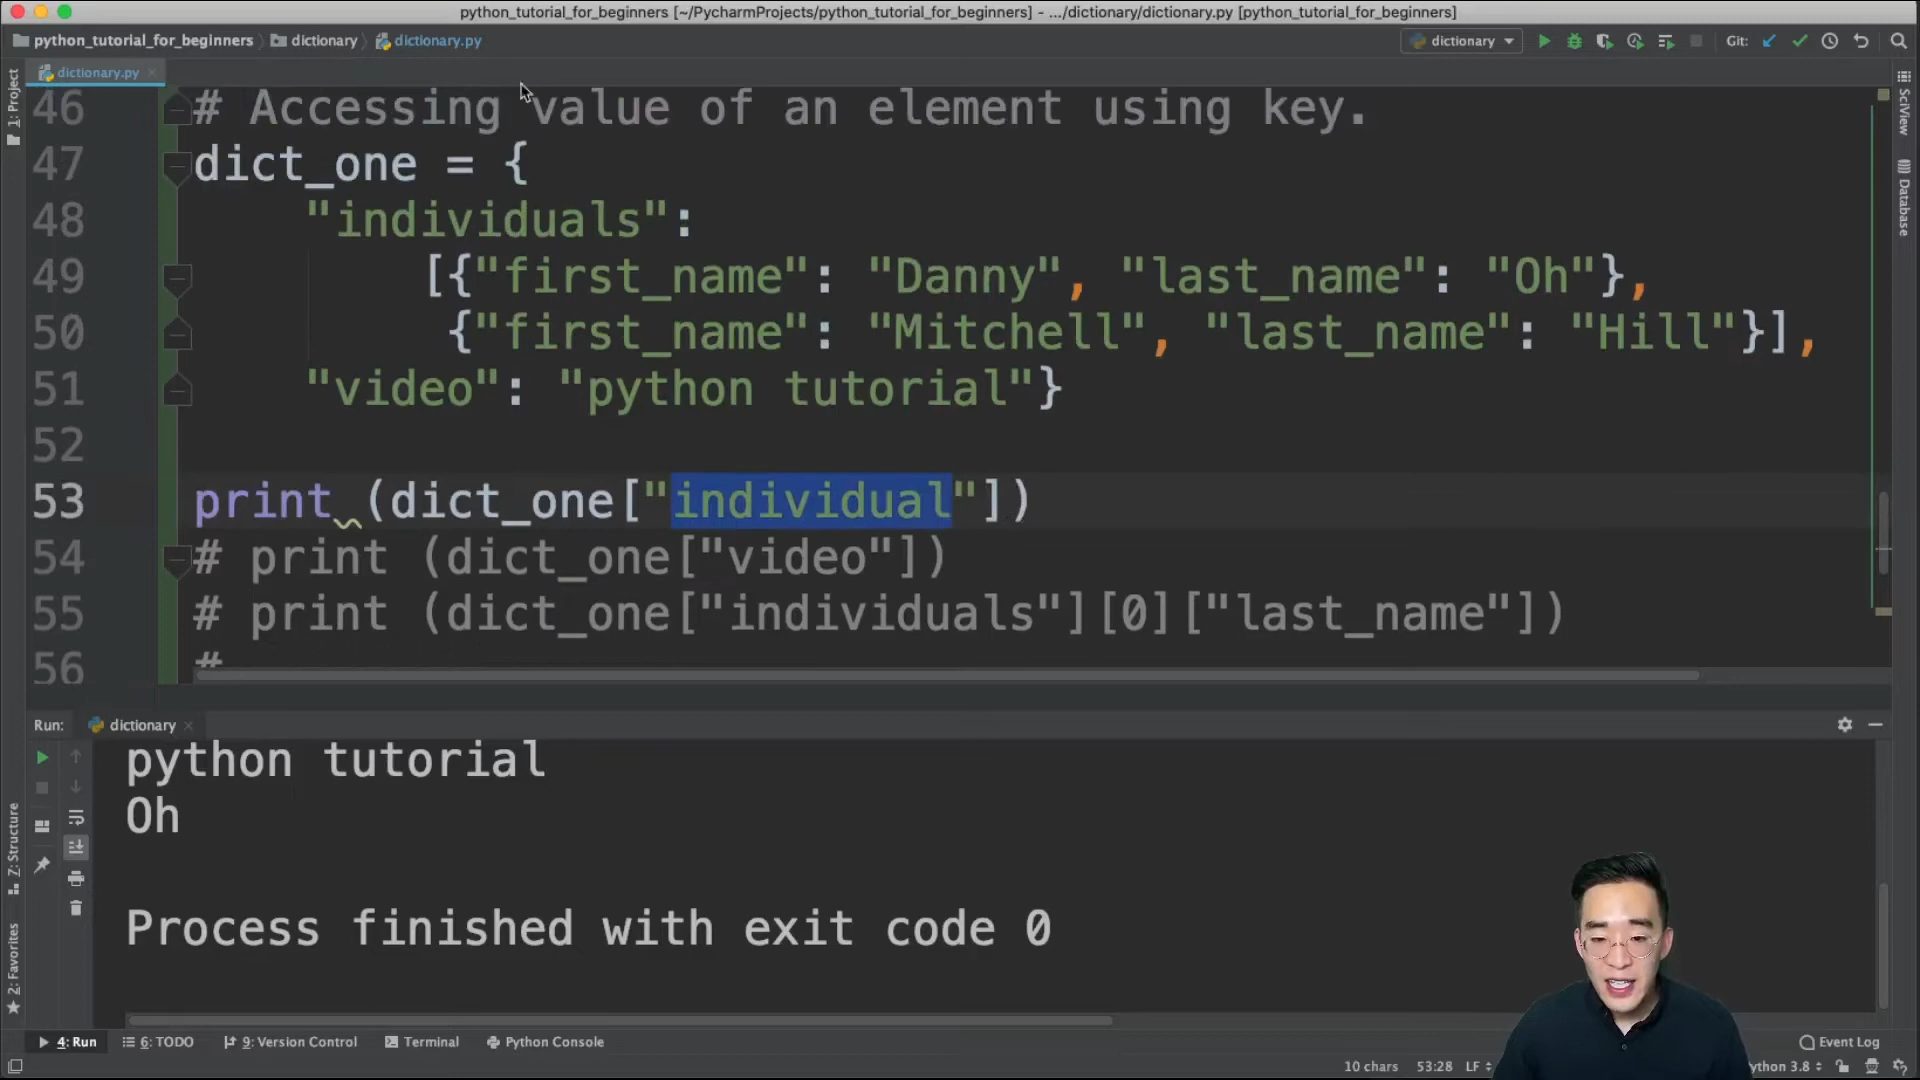 python_tutorial_for_beginners [~/PycharmProjects/python_tutorial_for_beginners] - .../dictionary/dictionary.py [python_tutorial_for_beginners]
python_tutorial_for_beginners dictionary dictionary.py dictionary Git:
dictionary.py
1: Project
SciView
Database
46 # Accessing value of an element using key.
47 dict_one = {
48 "individuals":
49 [{"first_name": "Danny", "last_name": "Oh"},
50 {"first_name": "Mitchell", "last_name": "Hill"}],
51 "video": "python tutorial"}
52
53 print (dict_one["individual"])
54 # print (dict_one["video"])
55 # print (dict_one["individuals"][0]["last_name"])
56 #
Run: dictionary
python tutorial
Oh
Process finished with exit code 0
Z: Structure
2: Favorites
4: Run 6: TODO 9: Version Control Terminal Python Console Event Log
10 chars 53:28 LF ython 3.8